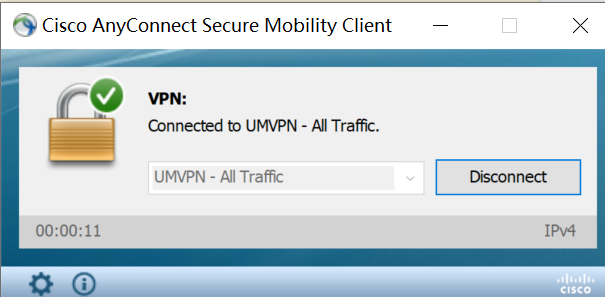 Cisco AnyConnect Secure Mobility Client
VPN:
Connected to UMVPN - All Traffic.
UMVPN - All Traffic
Disconnect
00:00:11
IPv4
CISCO